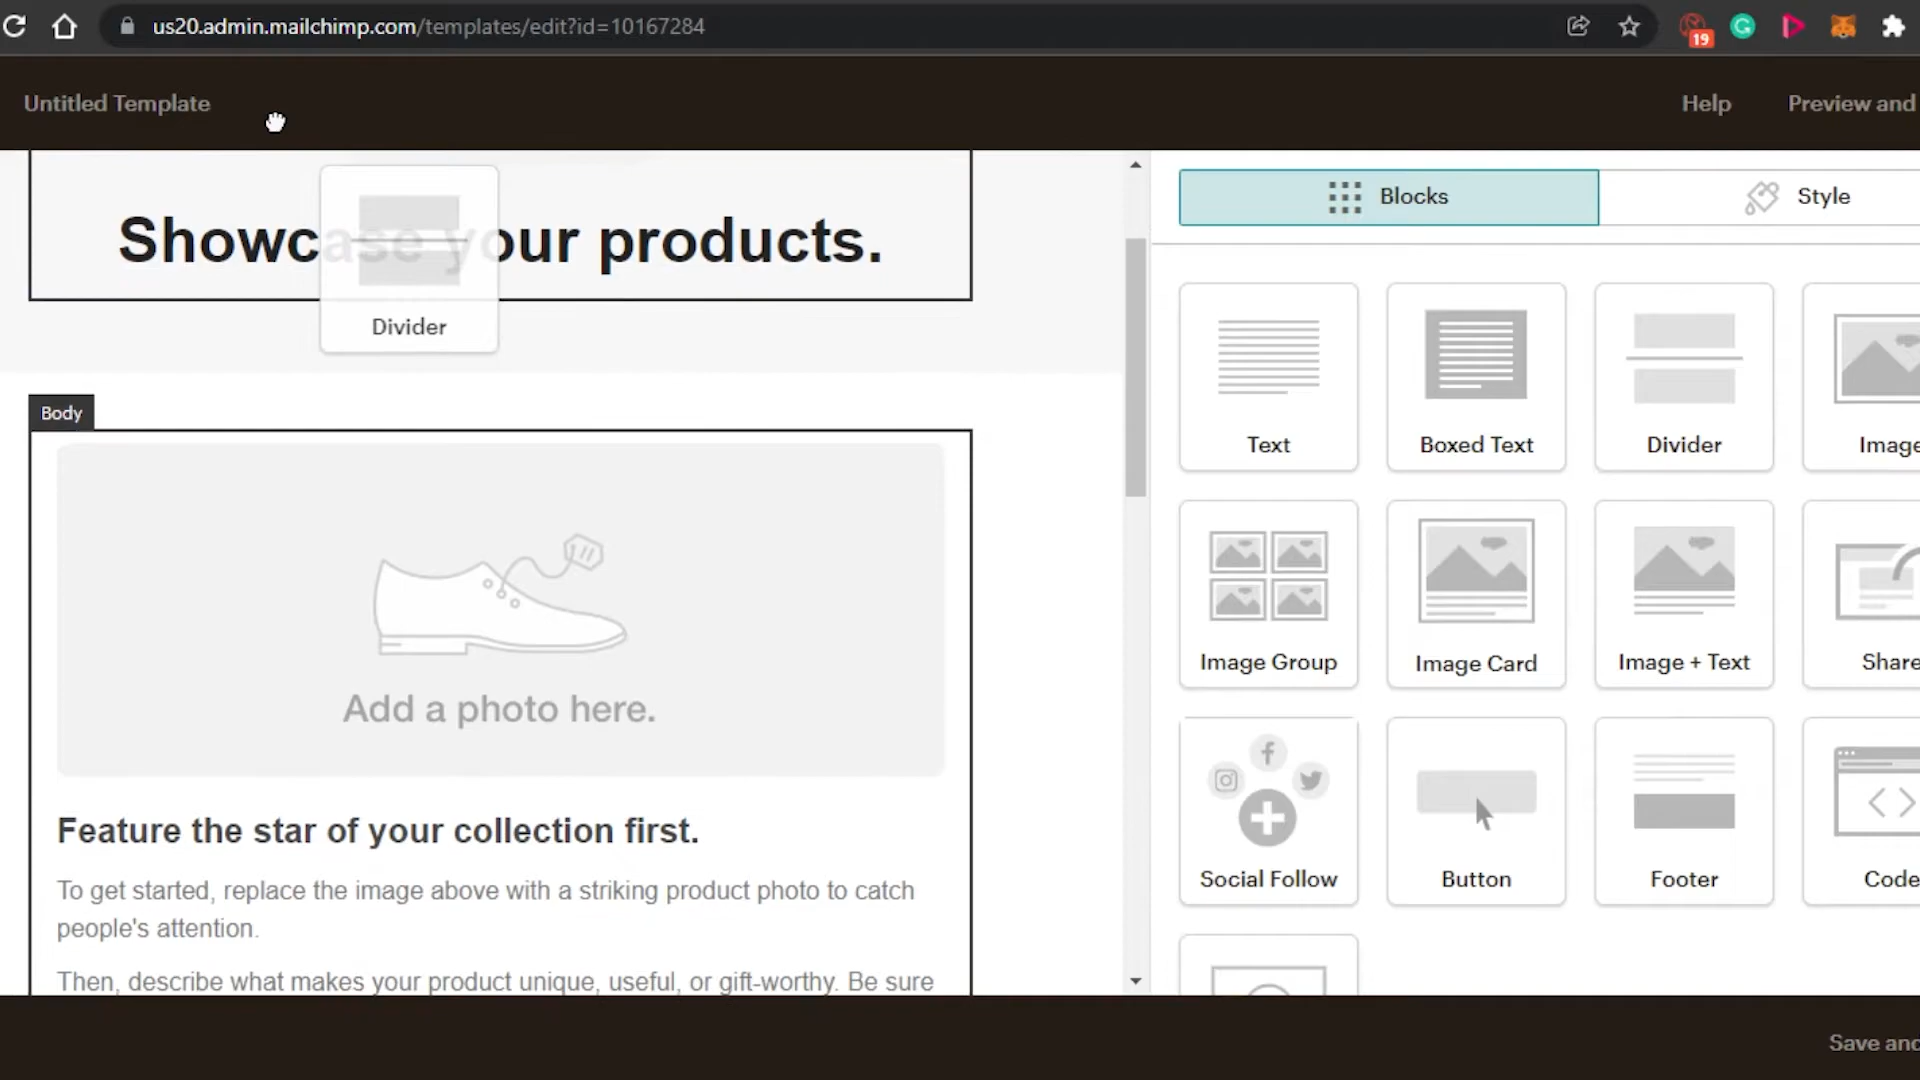 us20.admin.mailchimp.com/templates/edit?id=10167284
19
Untitled Template
Help
Preview and
Showcase your products.
Divider
Blocks
Style
Text
Boxed Text
Divider
Image
Body
Add a photo here.
Image Group
Image Card
Image + Text
Share
Feature the star of your collection first.
To get started, replace the image above with a striking product photo to catch
people's attention.
Then, describe what makes your product unique, useful, or gift-worthy. Be sure
Social Follow
Button
Footer
Code
Save and